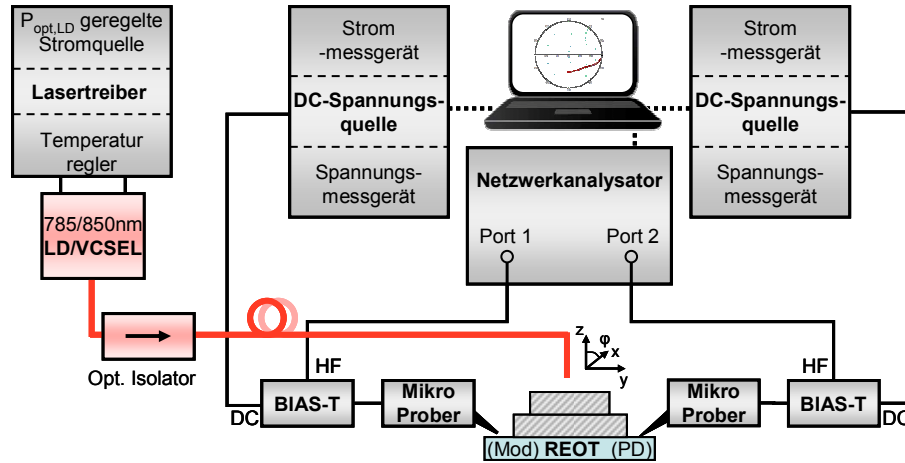 P opt,LD geregelte
Stromquelle
Lasertreiber
Temperatur
regler
785/850nm
LD/VCSEL
Opt. Isolator
Strom
-messgerät
DC-Spannungs-
quelle
Spannungs-
messgerät
Strom
-messgerät
DC-Spannungs-
quelle
Spannungs-
messgerät
Netzwerkanalysator
Port 1
Port 2
z
φ
x
y
HF
DC
BIAS-T
Mikro
Prober
(Mod) REOT (PD)
Mikro
Prober
HF
BIAS-T
DC